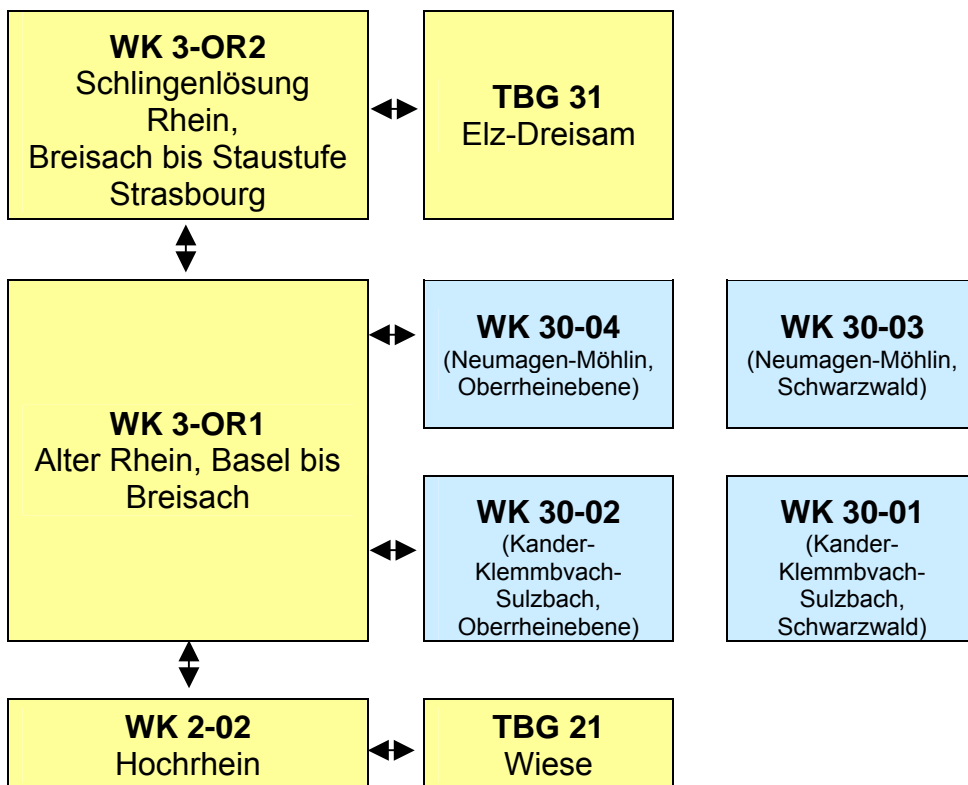 WK 3-OR2
Schlingenlösung
Rhein,
Breisach bis Staustufe
Strasbourg
TBG 31
Elz-Dreisam
WK 3-OR1
Alter Rhein, Basel bis
Breisach
WK 30-04
(Neumagen-Möhlin,
Oberrheinebene)
WK 30-03
(Neumagen-Möhlin,
Schwarzwald)
WK 30-02
(Kander-
Klemmbvach-
Sulzbach,
Oberrheinebene)
WK 30-01
(Kander-
Klemmbvach-
Sulzbach,
Schwarzwald)
WK 2-02
Hochrhein
TBG 21
Wiese